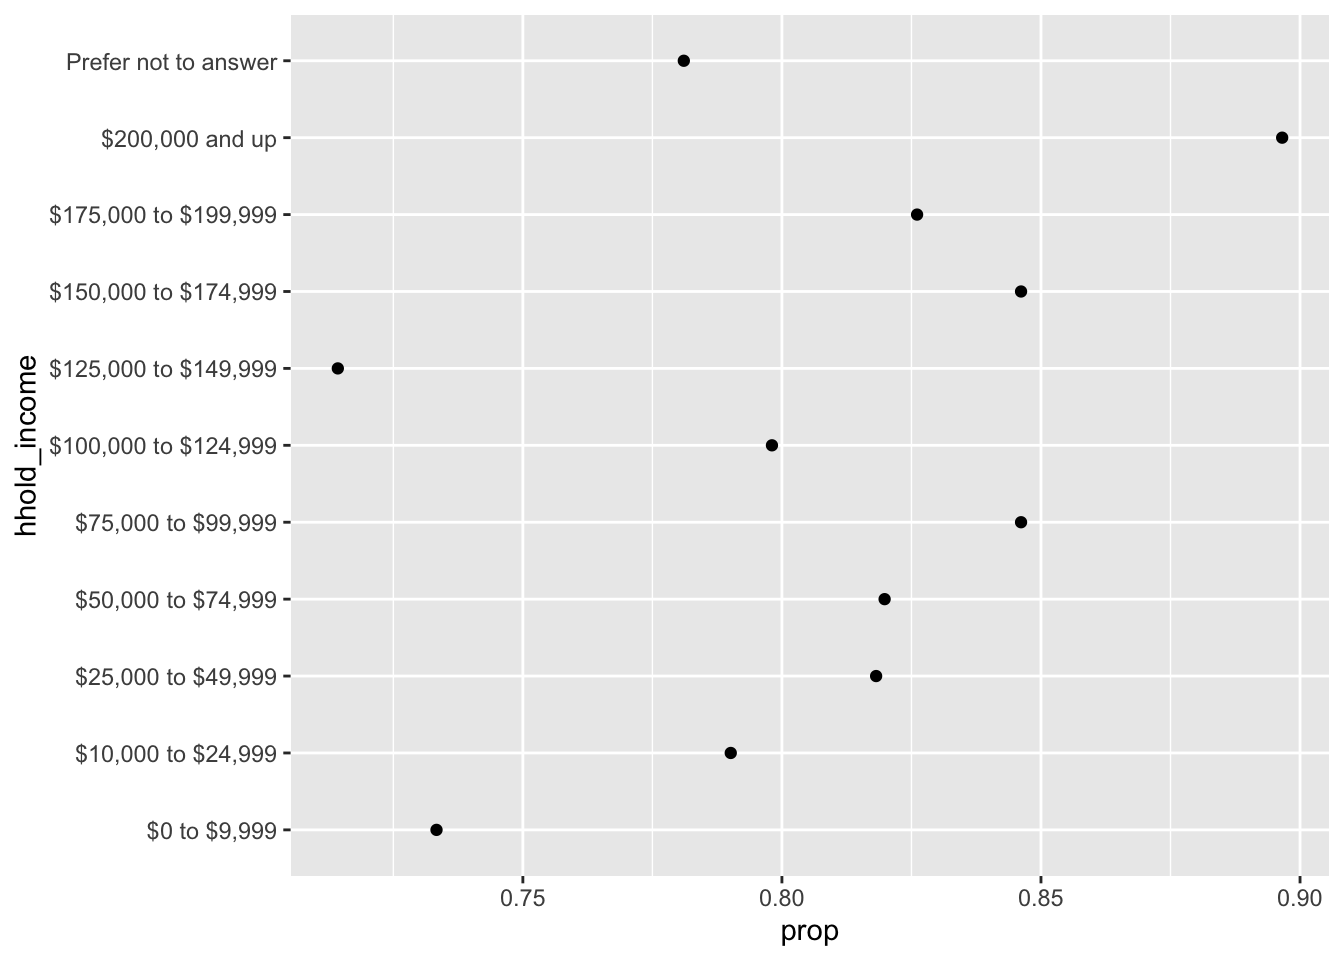 Prefer not to answer
$200,000 and up
$175,000 to $199,999
$150,000 to $174,999
$125,000 to $149,999
$100,000 to $124,999
$75,000 to $99,999
$50,000 to $74,999
$25,000 to $49,999
$10,000 to $24,999
$0 to $9,999
hhold_income
0.75 0.80 0.85 0.90
prop